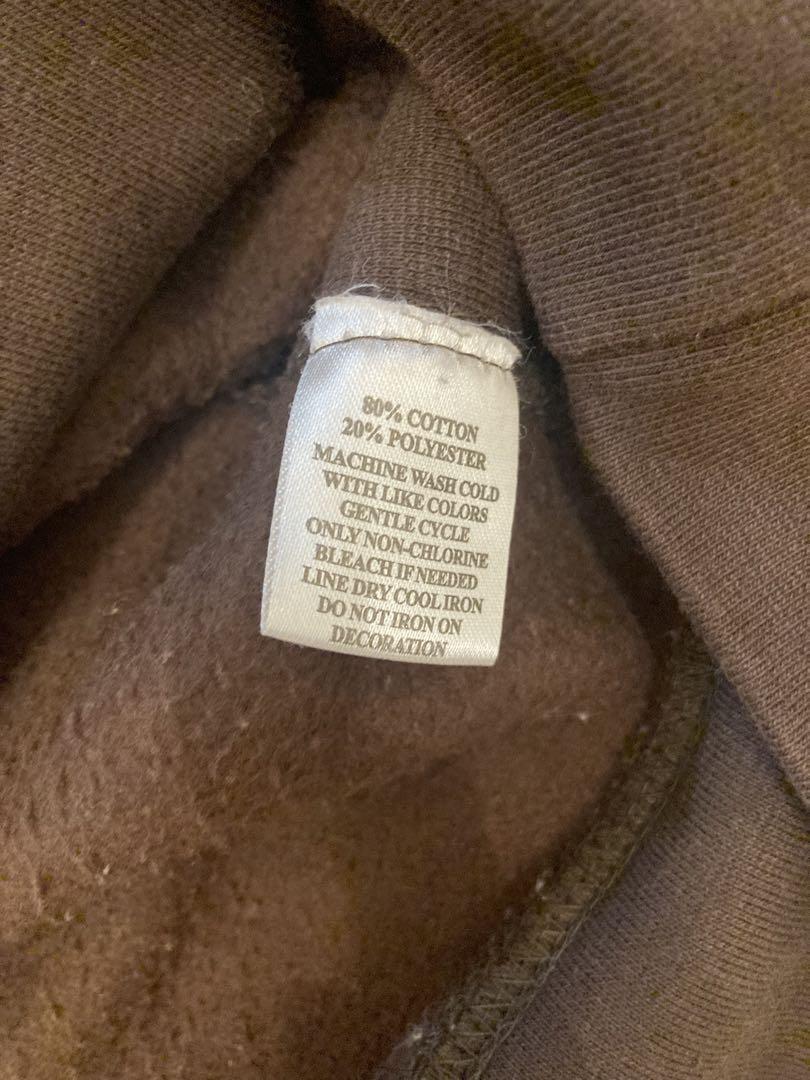 80% COTTON
20% POLYESTER
MACHINE WASH COLD
WITH LIKE COLORS
GENTLE CYCLE
ONLY NON-CHLORINE
BLEACH IF NEEDED
LINE DRY COOL IRON
DO NOT IRON ON
DECORATION